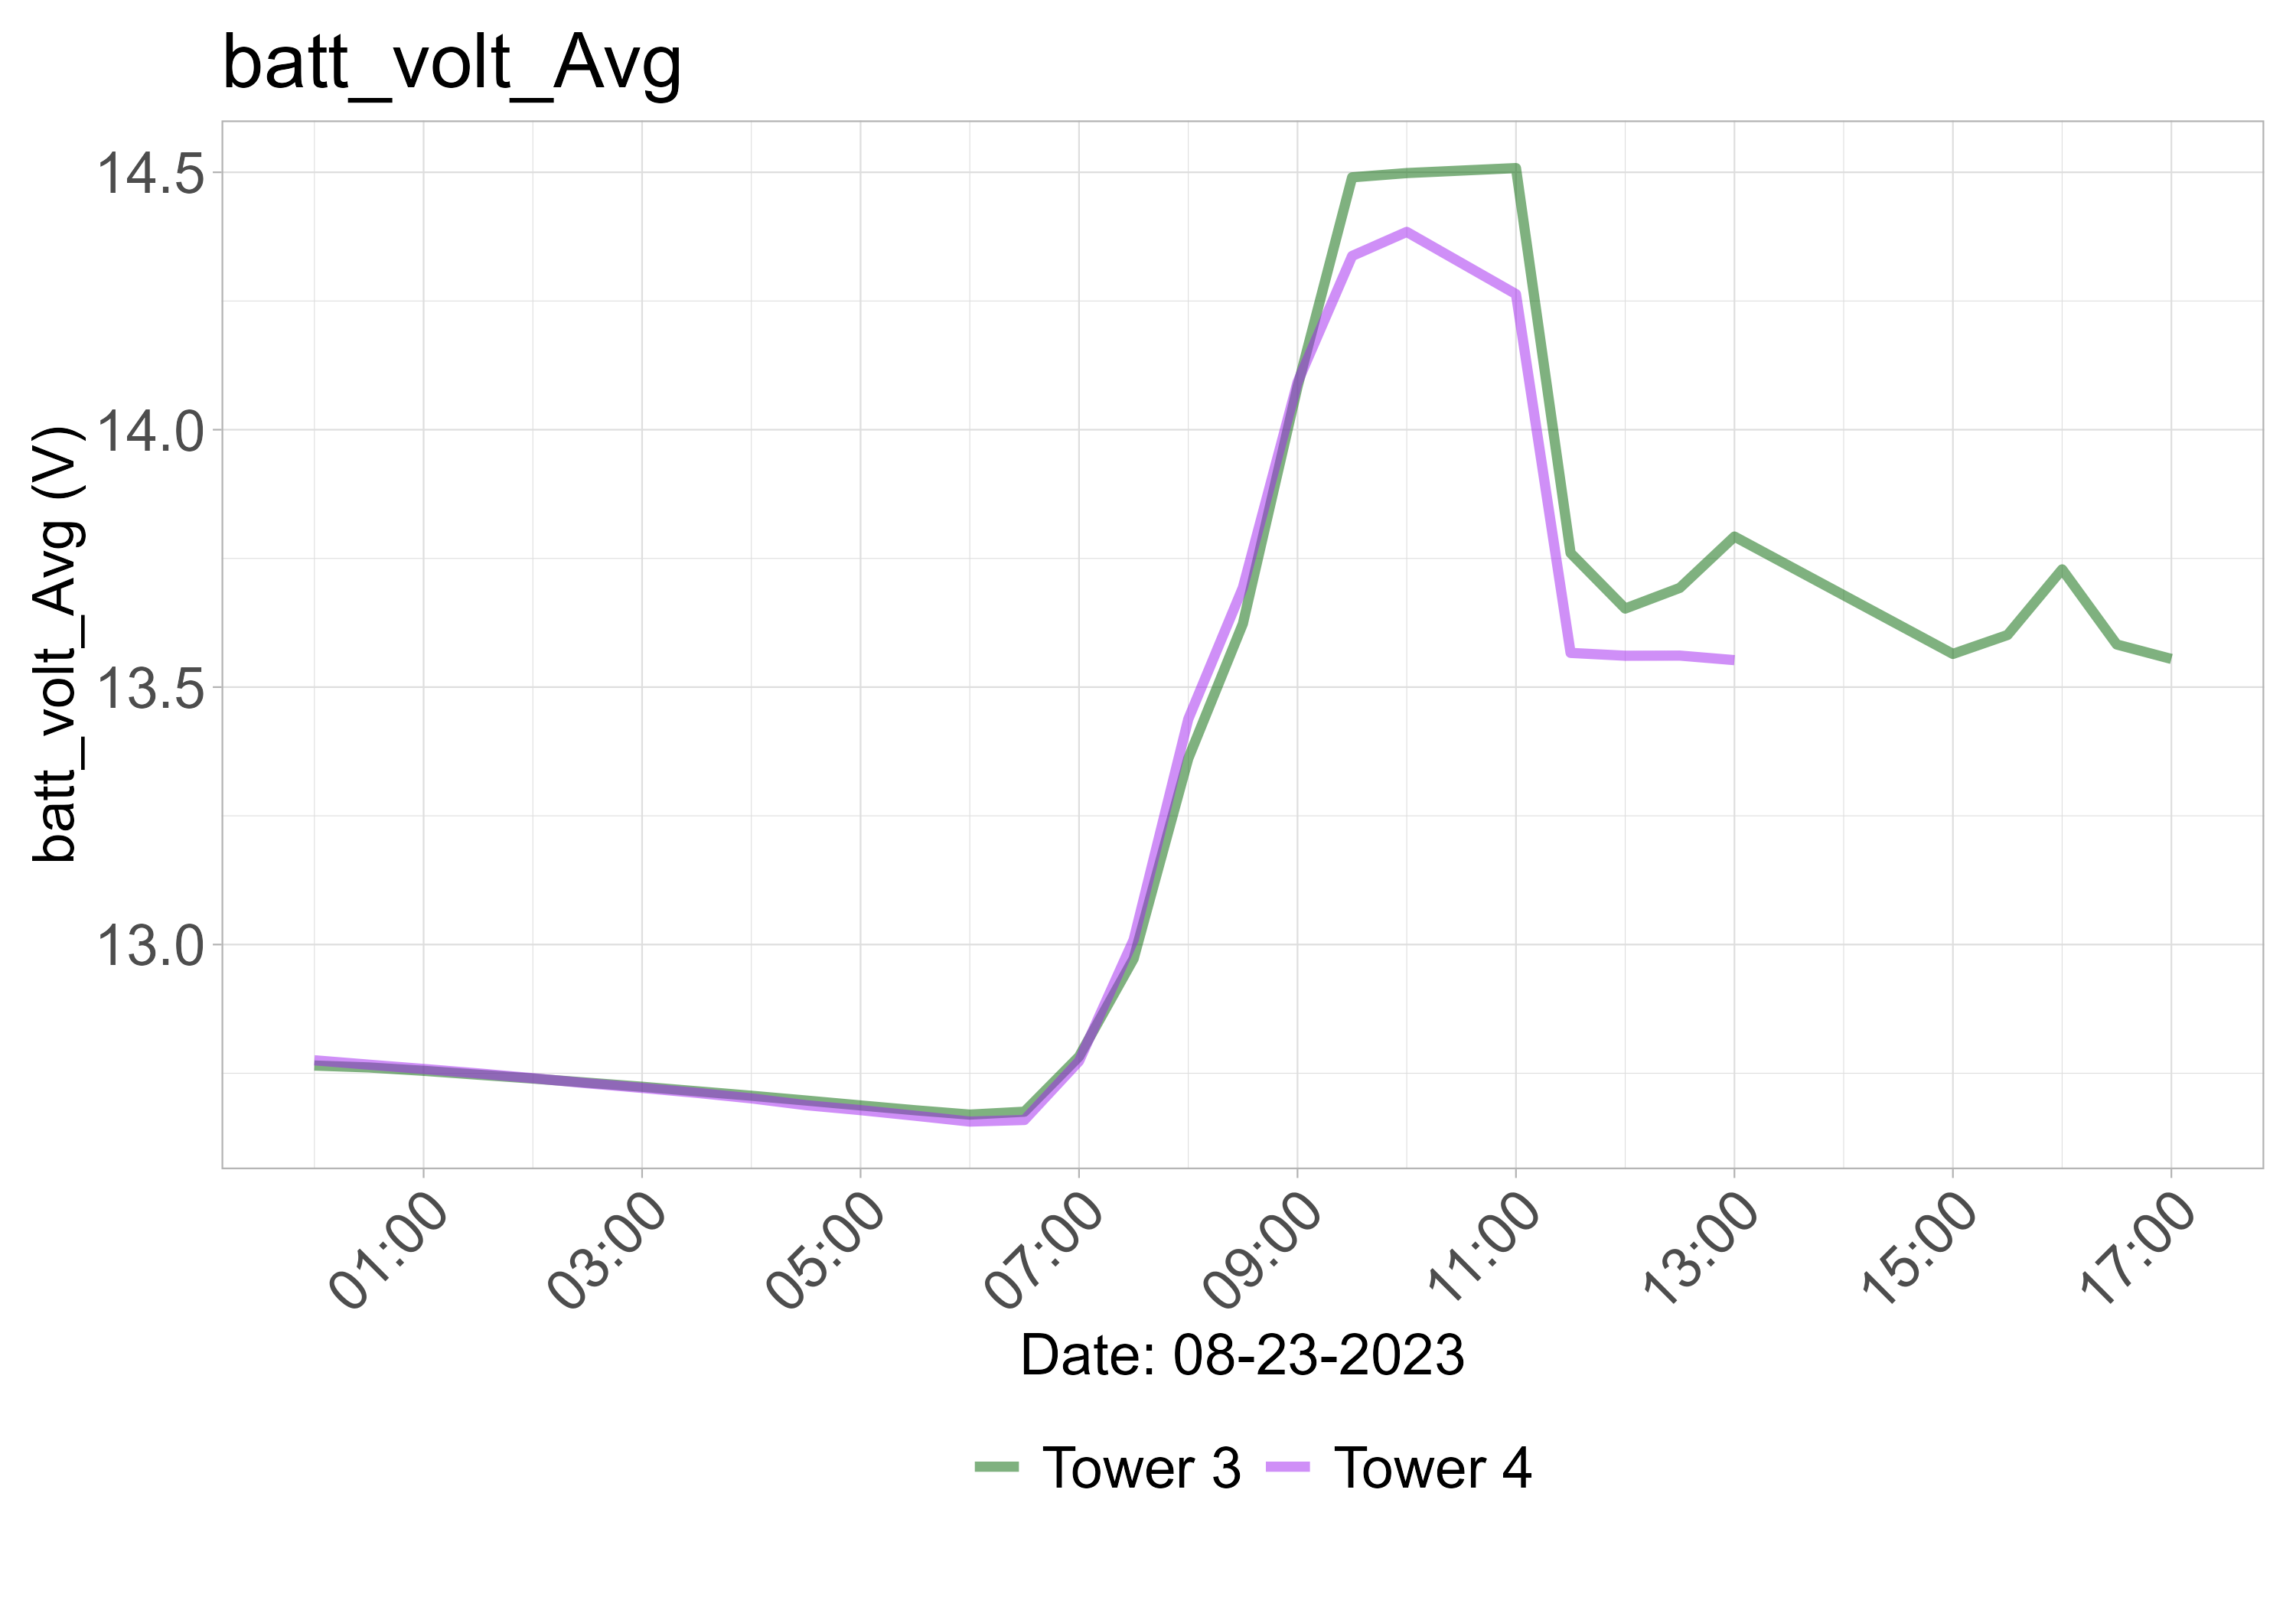 batt_volt_Avg
batt_volt_Avg (V)
14.5
14.0
13.5
13.0
01:00 03:00 05:00 07:00 09:00 11:00 13:00 15:00 17:00
Date: 08-23-2023
Tower 3 Tower 4